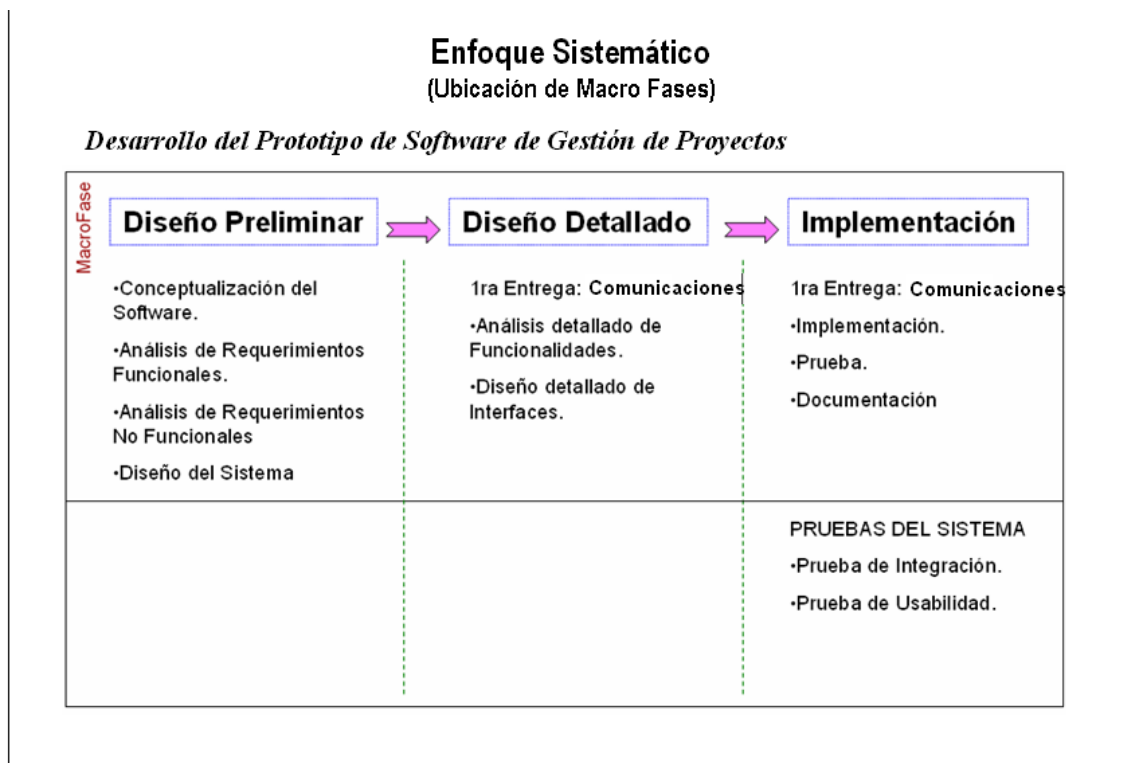 Enfoque Sistemático
(Ubicación de Macro Fases)
Desarrollo del Prototipo de Software de Gestión de Proyectos
MacroFase
Diseño Preliminar
•Conceptualización del
Software.
•Análisis de Requerimientos
Funcionales.
•Análisis de Requerimientos
No Funcionales
•Diseño del Sistema
Diseño Detallado
1ra Entrega: Comunicaciones
•Análisis detallado de
Funcionalidades.
•Diseño detallado de
Interfaces.
Implementación
1ra Entrega: Comunicaciones
•Implementación.
•Prueba.
•Documentación
PRUEBAS DEL SISTEMA
•Prueba de Integración.
•Prueba de Usabilidad.